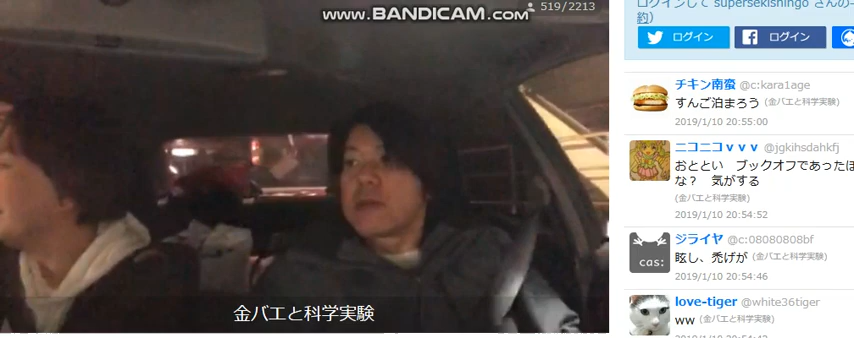 www.BANDICAM.com
519/2213
金バエと科学実験
ログインして supersekishingo さんの
約)
ログイン
ログイン
チキン南蛮 @c:kara1age
すんご泊まろう (金バエと科学実験)
2019/1/10 20:55:00
ニコニコｖｖｖ @jgkihsdahkfj
おととい　ブックオフであったほ
な？　気がする
(金バエと科学実験)
2019/1/10 20:54:52
cas:
ジライヤ @c:08080808bf
眩し、禿げが (金バエと科学実験)
2019/1/10 20:54:46
love-tiger @white36tiger
ww (金バエと科学実験)